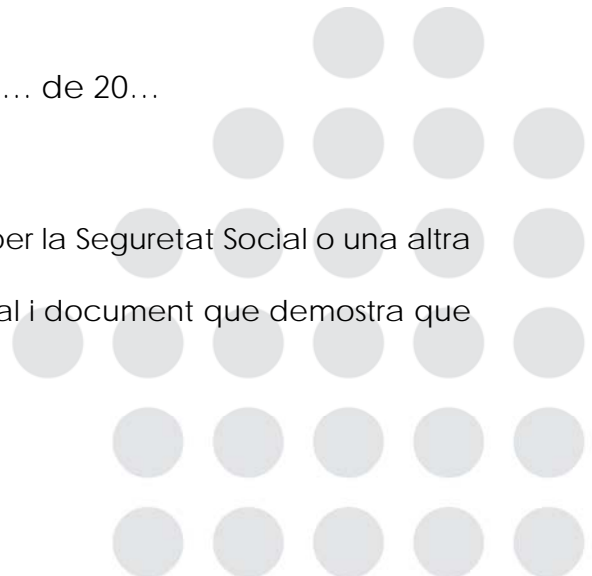 … de 20…
per la Seguretat Social o una altra
al i document que demostra que